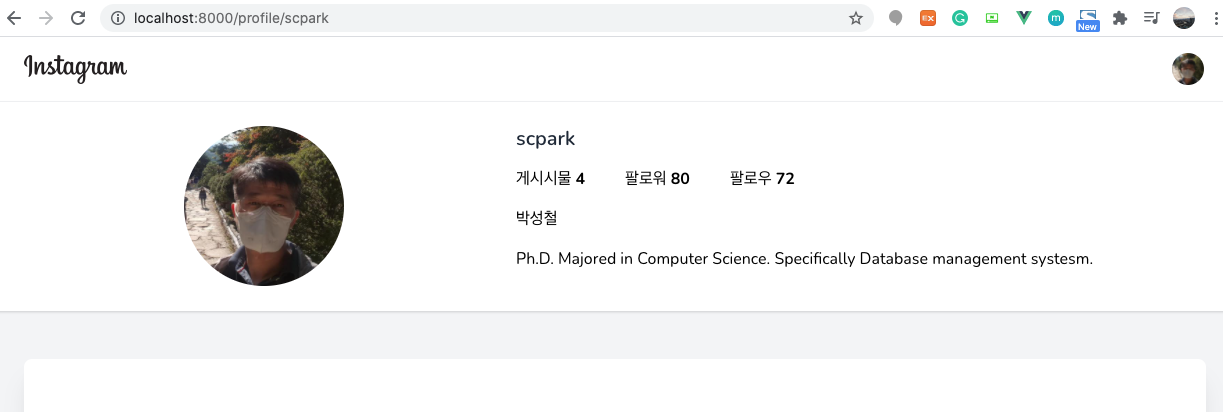 localhost:8000/profile/scpark
New
Instagram
scpark
게시시물 4 팔로워 80 팔로우 72
박성철
Ph.D. Majored in Computer Science. Specifically Database management systesm.